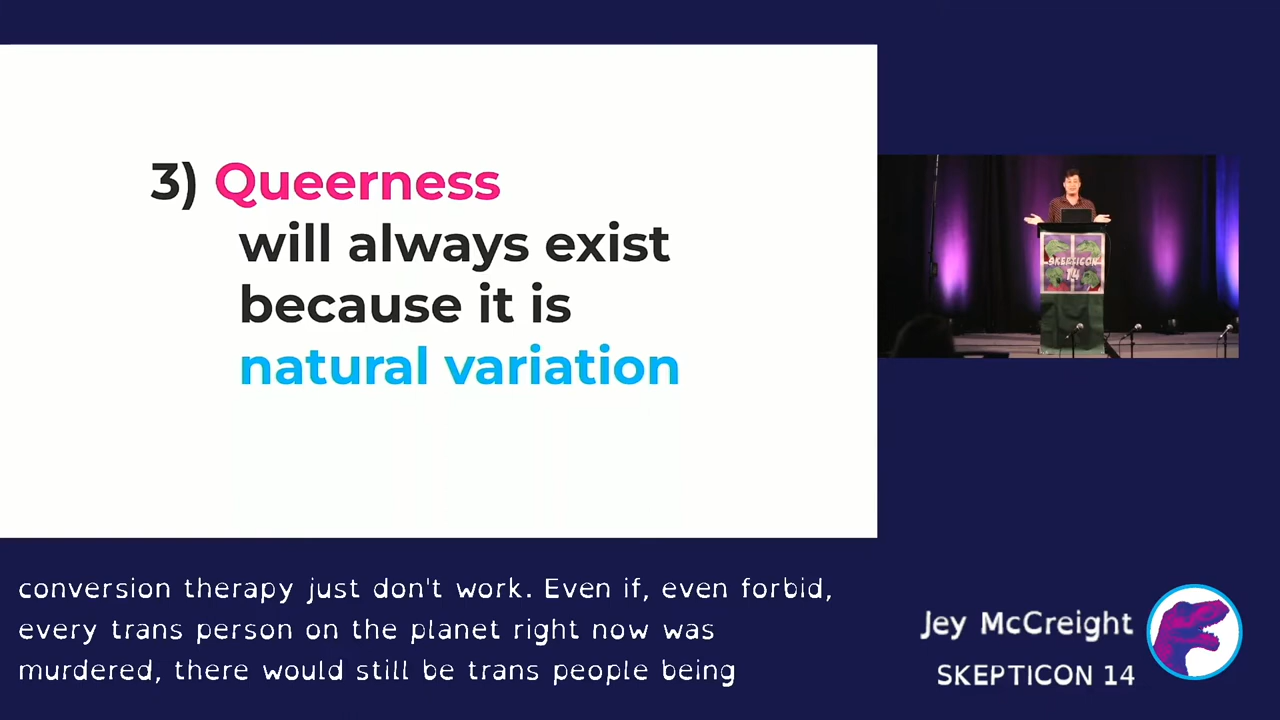 3) Queerness
will always exist
because it is
natural variation
SKEPTICON
14
conversion therapy just don't work. Even if, even forbid,
every trans person on the planet right now was
murdered, there would still be trans people being
Jey McCreight
SKEPTICON 14